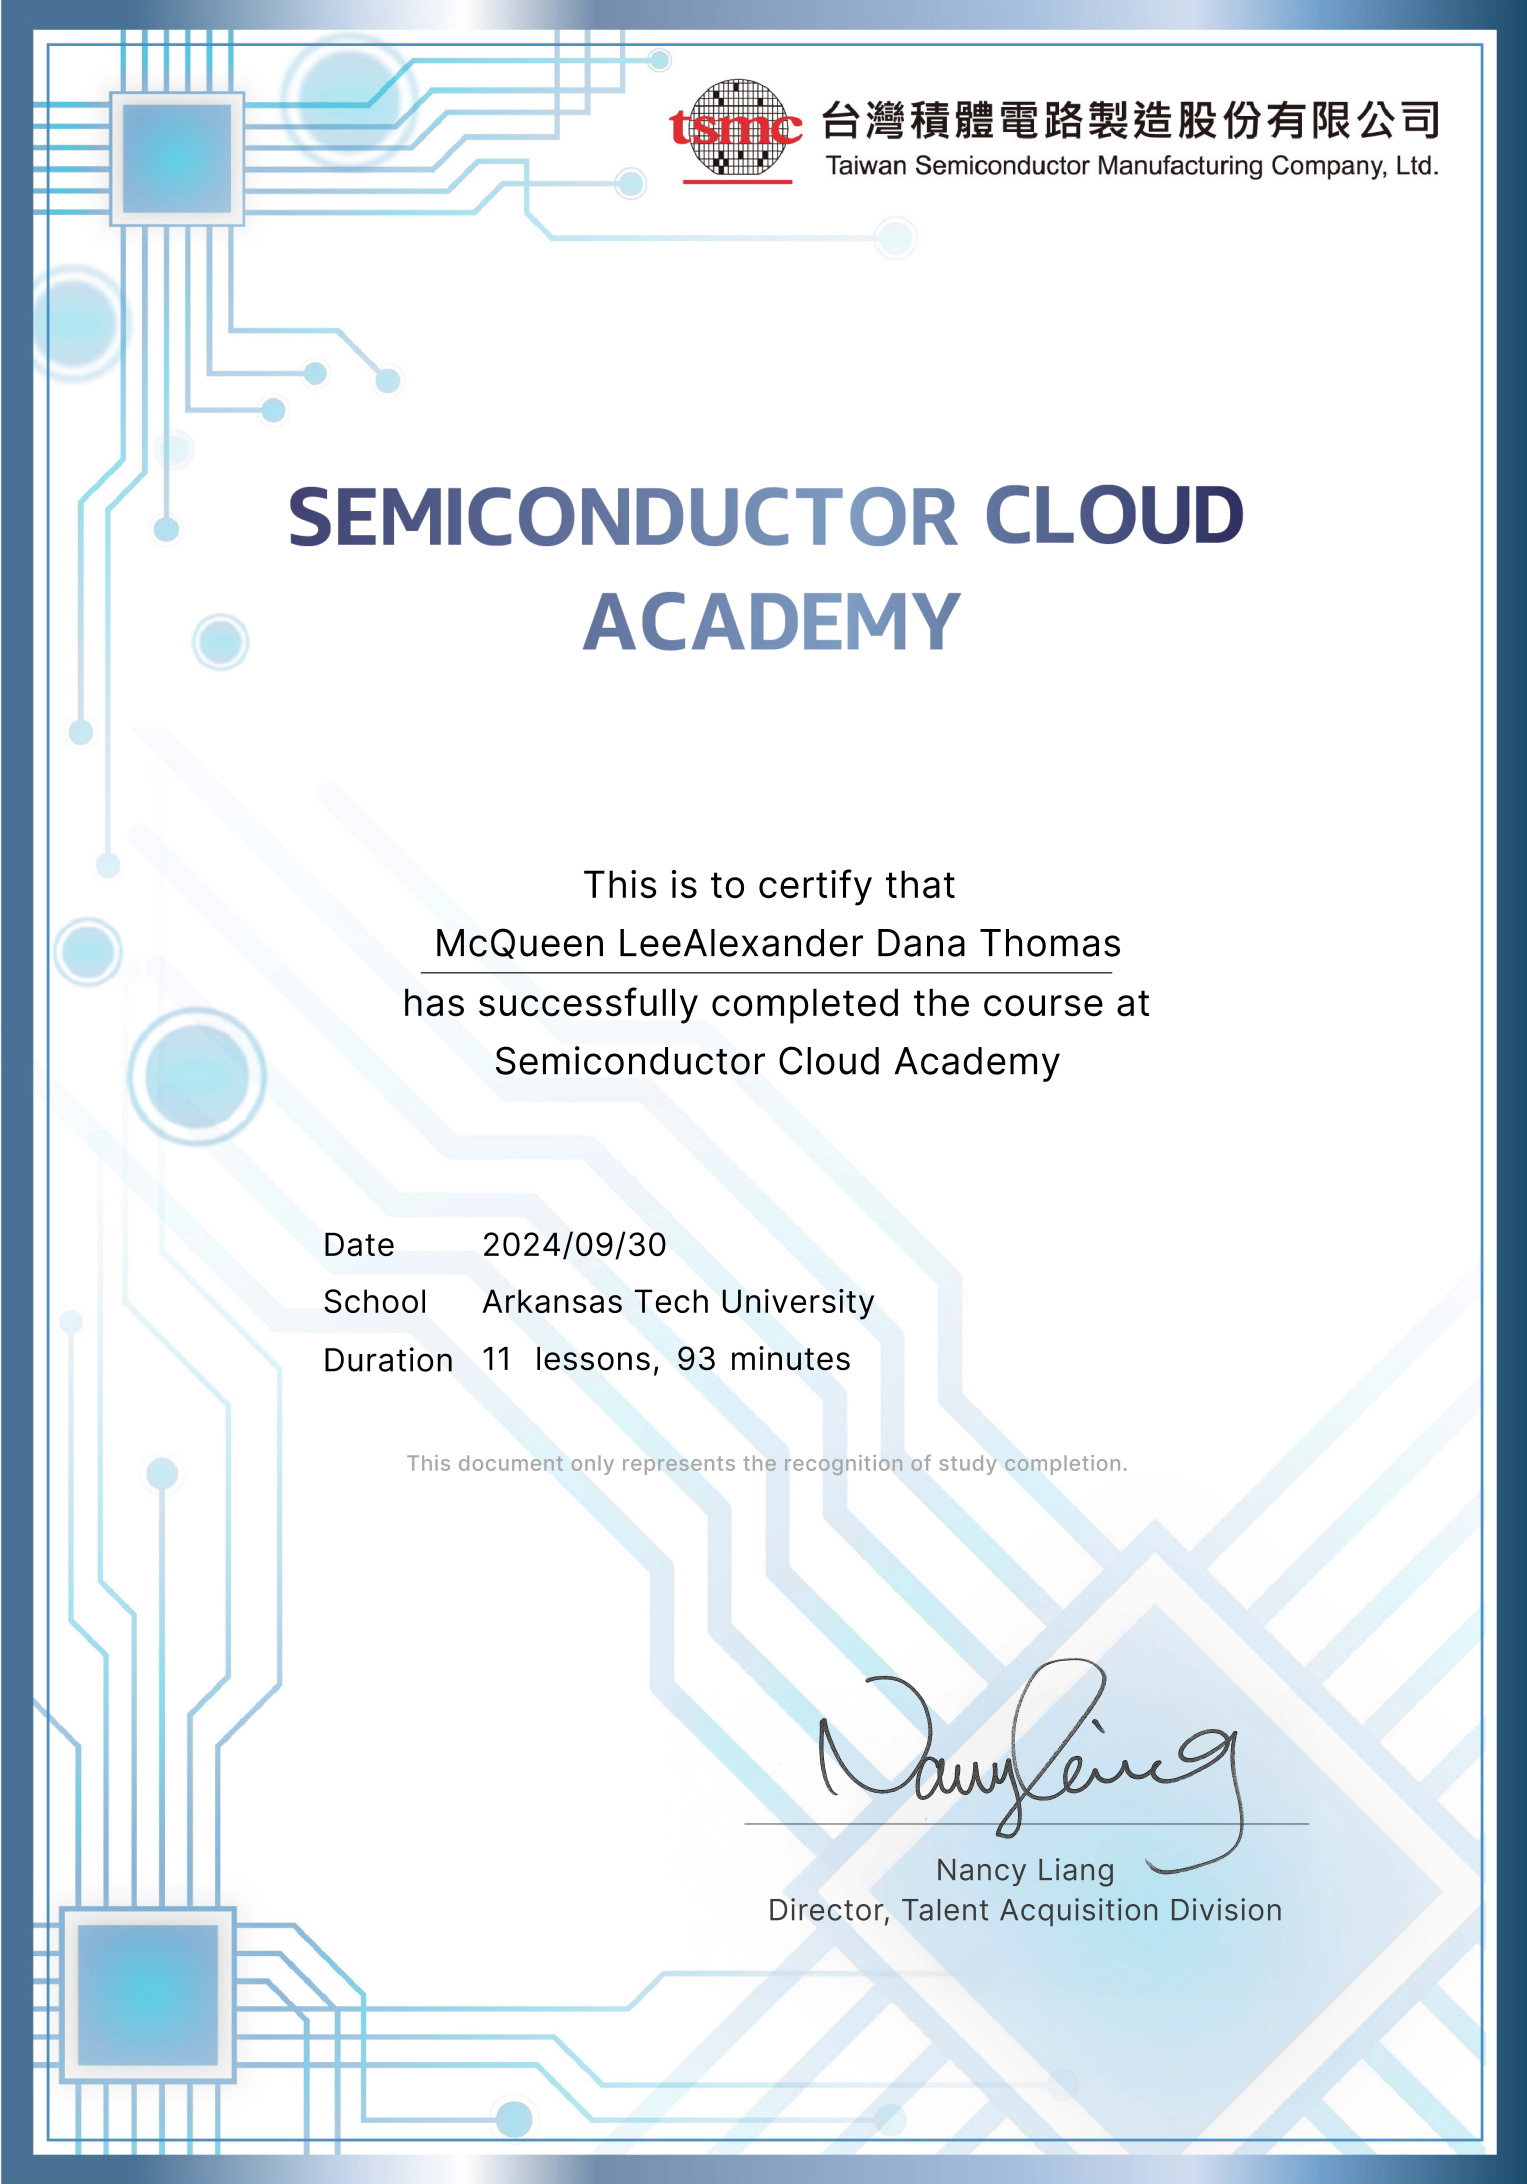 tsmc
台灣積體電路製造股份有限公司
Taiwan Semiconductor Manufacturing Company, Ltd.
SEMICONDUCTOR CLOUD
ACADEMY
This is to certify that
McQueen LeeAlexander Dana Thomas
has successfully completed the course at
Semiconductor Cloud Academy
Date 2024/09/30
School Arkansas Tech University
Duration 11 lessons, 93 minutes
This document only represents the recognition of study completion.
Nancy Liang
Nancy Liang
Director, Talent Acquisition Division